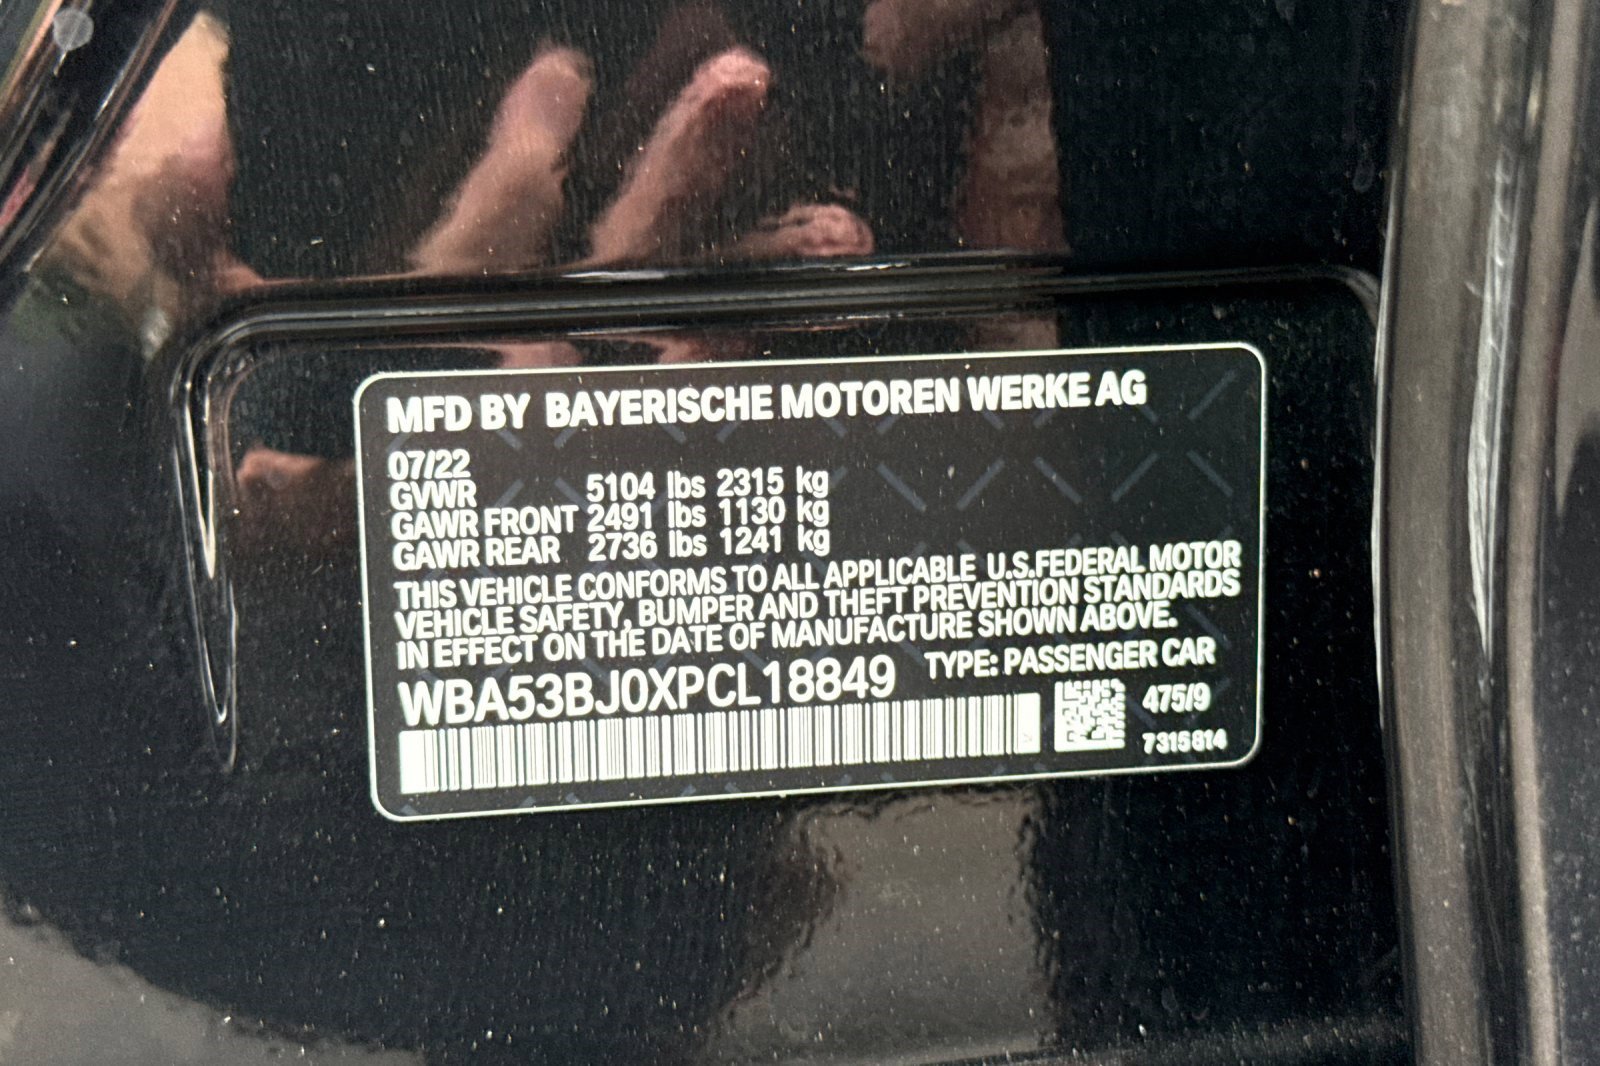 MFD BY BAYERISCHE MOTOREN WERKE AG
07/22
GVWR 5104 lbs 2315 kg
GAWR FRONT 2491 lbs 1130 kg
GAWR REAR 2736 lbs 1241 kg
THIS VEHICLE CONFORMS TO ALL APPLICABLE U.S.FEDERAL MOTOR
VEHICLE SAFETY, BUMPER AND THEFT PREVENTION STANDARDS
IN EFFECT ON THE DATE OF MANUFACTURE SHOWN ABOVE.
WBA53BJ0XPCL18849 TYPE: PASSENGER CAR
475/9
7315814